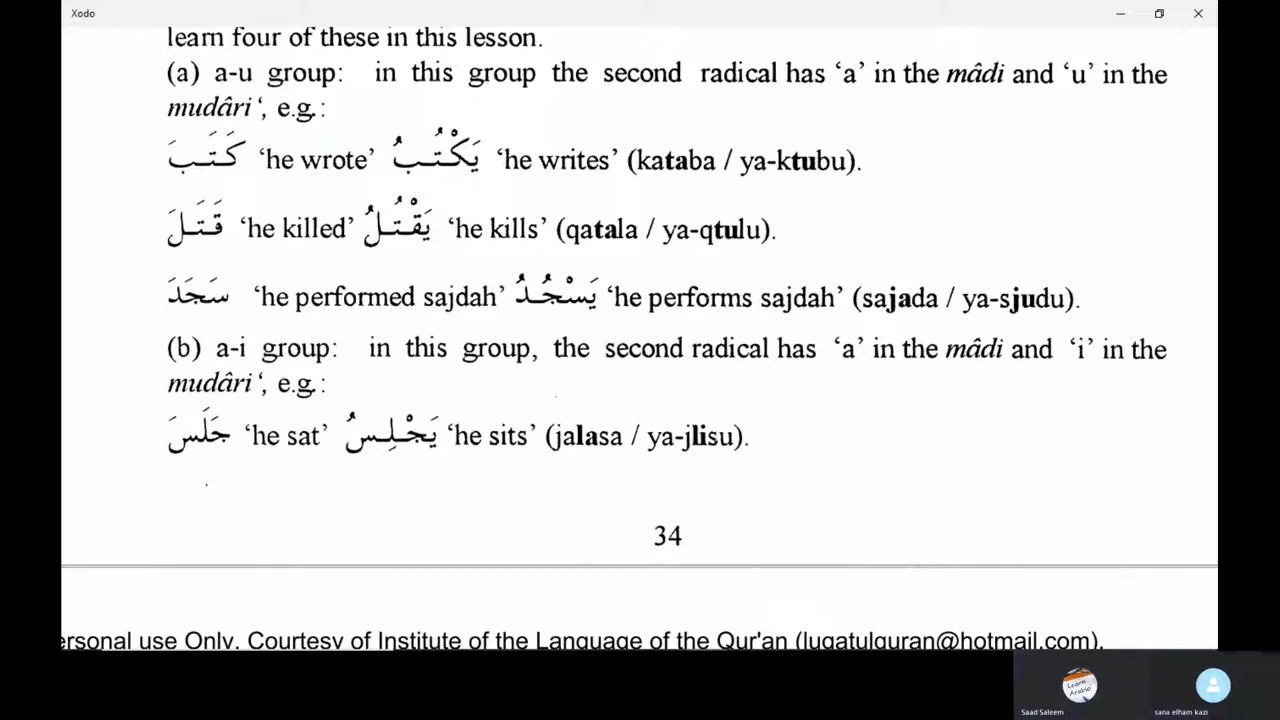 Xodo
learn four of these in this lesson.
(a) a-u group: in this group the second radical has ‘a’ in the mâdi and ‘u’ in the
mudâri‘, e.g.:
كَتَبَ ‘he wrote’ يَكْتُبُ ‘he writes’ (kataba / ya-ktubu).
قَتَلَ ‘he killed’ يَقْتُلُ ‘he kills’ (qatala / ya-qtulu).
سَجَدَ ‘he performed sajdah’ يَسْجُدُ ‘he performs sajdah’ (sajada / ya-sjudu).
(b) a-i group: in this group, the second radical has ‘a’ in the mâdi and ‘i’ in the
mudâri‘, e.g.:
جَلَسَ ‘he sat’ يَجْلِسُ ‘he sits’ (jalasa / ya-jlisu).
34
ersonal use Only. Courtesy of Institute of the Language of the Qur'an (lugatulquran@hotmail.com).
Learn
Arabic
Saad Saleem
sana elham kazi